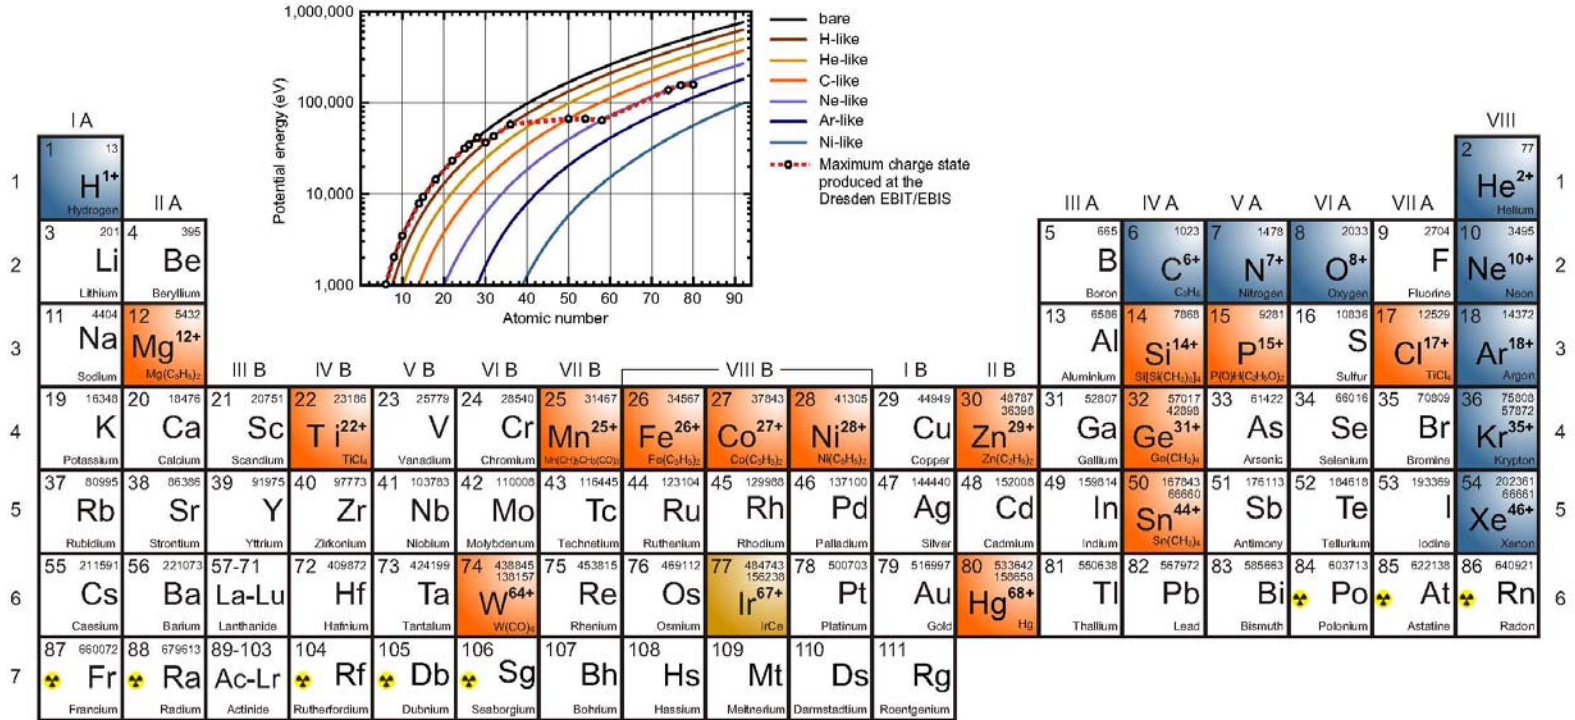 1,000,000
100,000
10,000
1,000
Potential energy (eV)
10 20 30 40 50 60 70 80 90
Atomic number
bare
H-like
He-like
C-like
Ne-like
Ar-like
Ni-like
Maximum charge state
produced at the
Dresden EBIT/EBIS
I A
VIII
1
1 13
H1+
Hydrogen
2 77
He2+
Helium
1
II A
III A IV A V A VI A VII A
2
3 201
Li
Lithium
4 395
Be
Beryllium
5 665
B
Boron
6 1023
C6+
C3H8
7 1478
N7+
Nitrogen
8 2033
O8+
Oxygen
9 2704
F
Fluorine
10 3495
Ne10+
Neon
2
3
11 4404
Na
Sodium
12 5432
Mg12+
Mg(C5H5)2
13 6586
Al
Aluminium
14 7868
Si14+
Si[Si(CH3)3]4
15 9281
P15+
P(O)H(C2H5O)2
16 10836
S
Sulfur
17 12529
Cl17+
TiCl4
18 14372
Ar18+
Argon
3
III B IV B V B VI B VII B VIII B I B II B
4
19 16348
K
Potassium
20 18476
Ca
Calcium
21 20751
Sc
Scandium
22 23186
Ti22+
TiCl4
23 25779
V
Vanadium
24 28540
Cr
Chromium
25 31467
Mn25+
26 34567
Fe26+
Fe(C5H5)2
27 37843
Co27+
Co(C5H5)2
28 41305
Ni28+
Ni(C5H5)2
29 44949
Cu
Copper
30 48787
36398
Zn29+
Zn(C2H5)2
31 52807
Ga
Gallium
32 57017
42898
Ge31+
Ge(CH3)4
33 61422
As
Arsenic
34 66016
Se
Selenium
35 70809
Br
Bromine
36 75808
57872
Kr35+
Krypton
4
5
37 80995
Rb
Rubidium
38 86386
Sr
Strontium
39 91975
Y
Yttrium
40 97773
Zr
Zirkonium
41 103783
Nb
Niobium
42 110008
Mo
Molybdenum
43 116445
Tc
Technetium
44 123104
Ru
Ruthenium
45 129988
Rh
Rhodium
46 137100
Pd
Palladium
47 144440
Ag
Silver
48 152008
Cd
Cadmium
49 159814
In
Indium
50 167843
66660
Sn44+
Sn(CH3)4
51 176113
Sb
Antimony
52 184618
Te
Tellurium
53 193369
I
Iodine
54 202361
66661
Xe46+
Xenon
5
6
55 211591
Cs
Caesium
56 221073
Ba
Barium
57-71
La-Lu
Lanthanide
72 409872
Hf
Hafnium
73 424199
Ta
Tantalum
74 438845
138157
W64+
W(CO)6
75 453815
Re
Rhenium
76 469112
Os
Osmium
77 484743
156238
Ir67+
IrCe
78 500703
Pt
Platinum
79 516997
Au
Gold
80 533642
158658
Hg68+
Hg
81 550638
Tl
Thallium
82 567972
Pb
Lead
83 585663
Bi
Bismuth
84 603713
Po
Polonium
85 622138
At
Astatine
86 640921
Rn
Radon
6
7
87 660072
Fr
Francium
88 679613
Ra
Radium
89-103
Ac-Lr
Actinide
104
Rf
Rutherfordium
105
Db
Dubnium
106
Sg
Seaborgium
107
Bh
Bohrium
108
Hs
Hassium
109
Mt
Meitnerium
110
Ds
Darmstadtium
111
Rg
Roentgenium